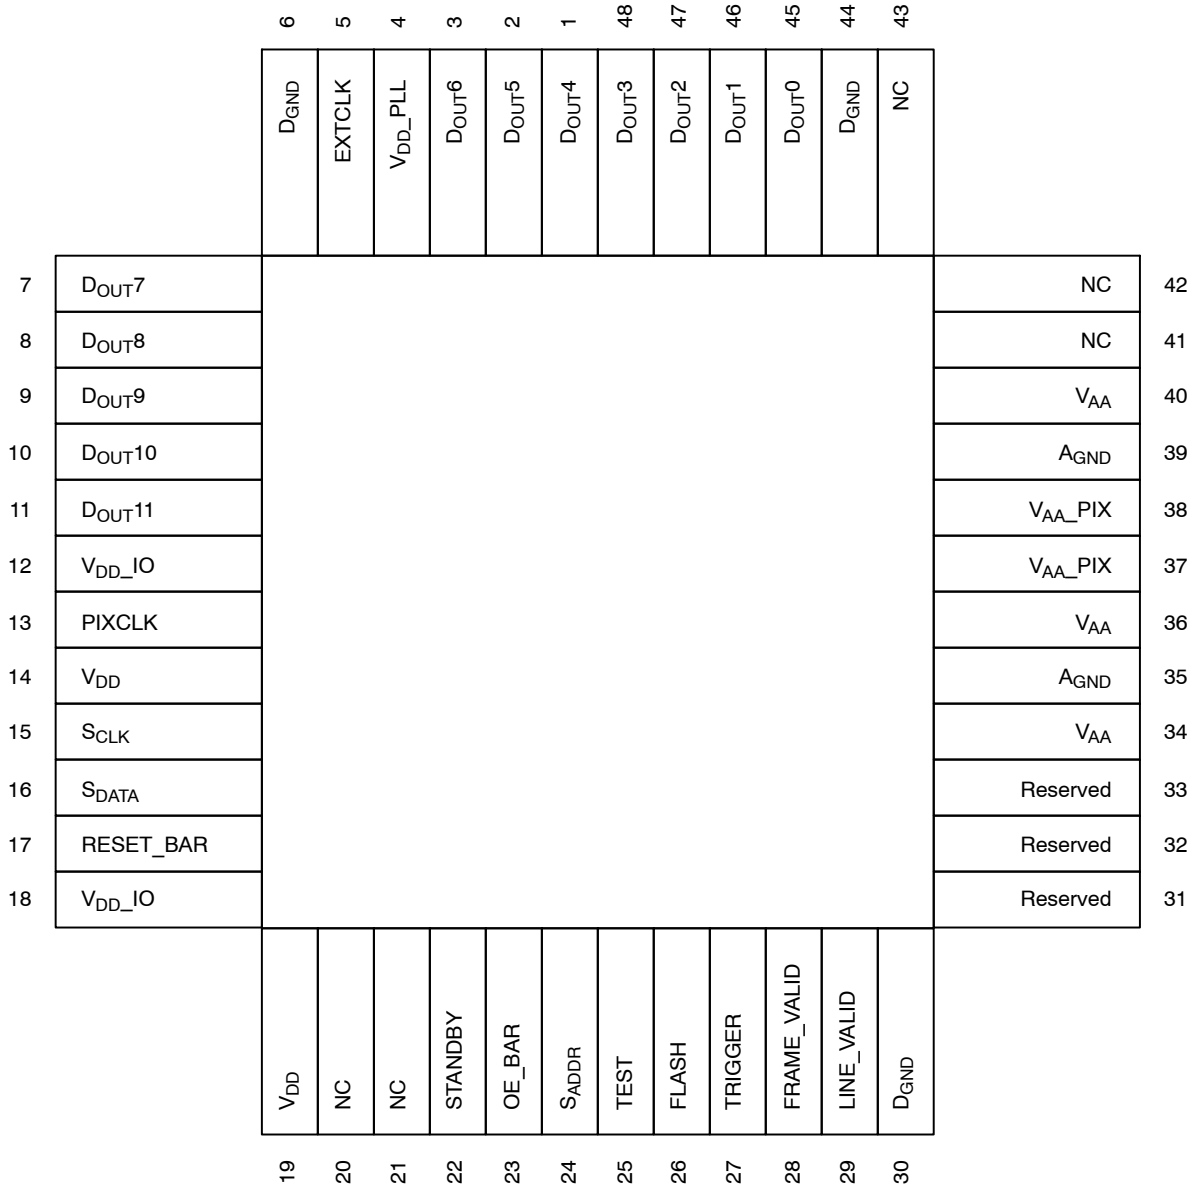 6 5 4 3 2 1 48 47 46 45 44 43
DGND EXTCLK VDD_PLL DOUT6 DOUT5 DOUT4 DOUT3 DOUT2 DOUT1 DOUT0 DGND NC
7 DOUT7 NC 42
8 DOUT8 NC 41
9 DOUT9 VAA 40
10 DOUT10 AGND 39
11 DOUT11 VAA_PIX 38
12 VDD_IO VAA_PIX 37
13 PIXCLK VAA 36
14 VDD AGND 35
15 SCLK VAA 34
16 SDATA Reserved 33
17 RESET_BAR Reserved 32
18 VDD_IO Reserved 31
VDD NC NC STANDBY OE_BAR SADDR TEST FLASH TRIGGER FRAME_VALID LINE_VALID DGND
19 20 21 22 23 24 25 26 27 28 29 30